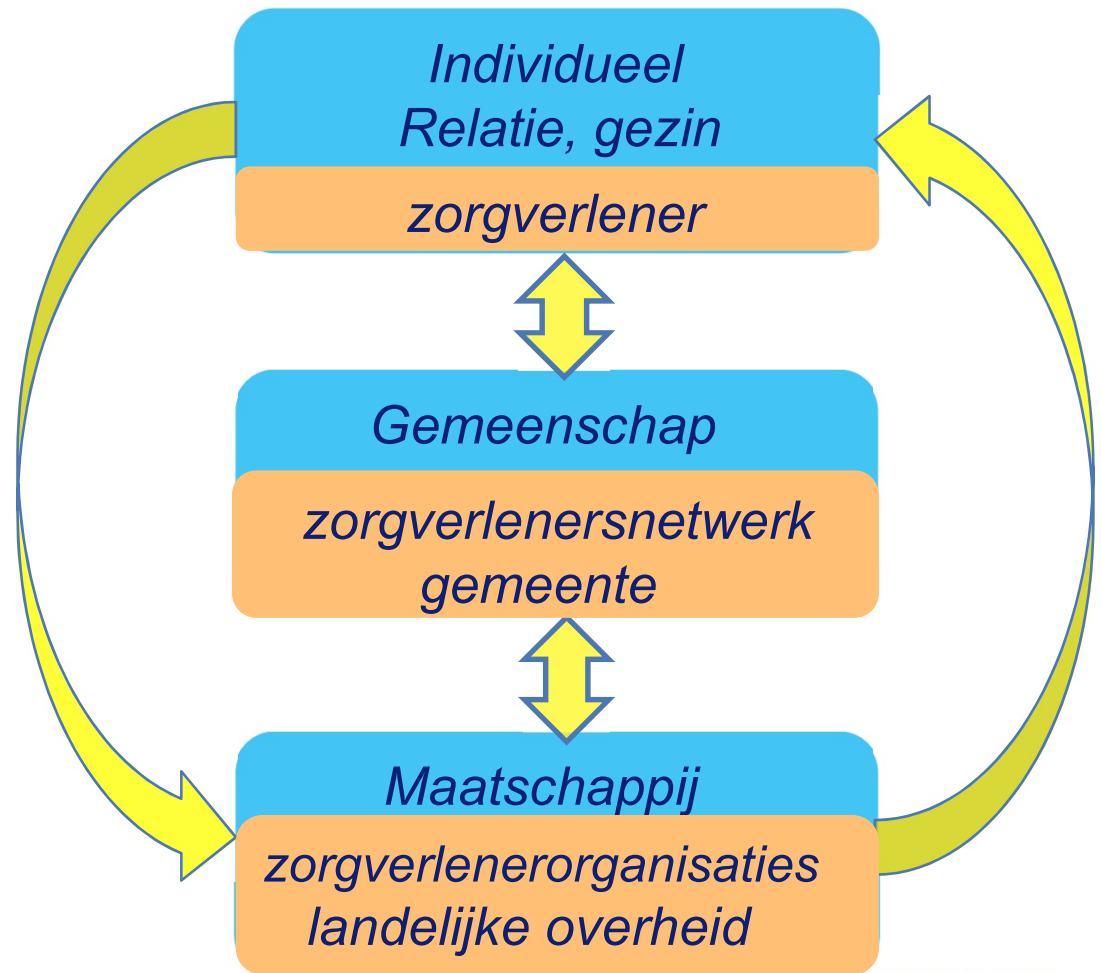 Individueel
Relatie, gezin
zorgverlener
Gemeenschap
zorgverlenersnetwerk
gemeente
Maatschappij
zorgverlenerorganisaties
landelijke overheid